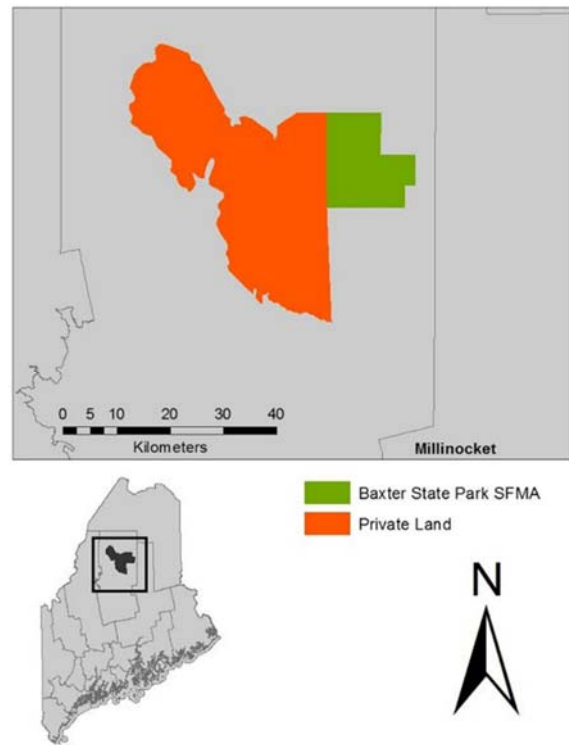 0 5 10 20 30 40
Kilometers
Millinocket
Baxter State Park SFMA
Private Land
N